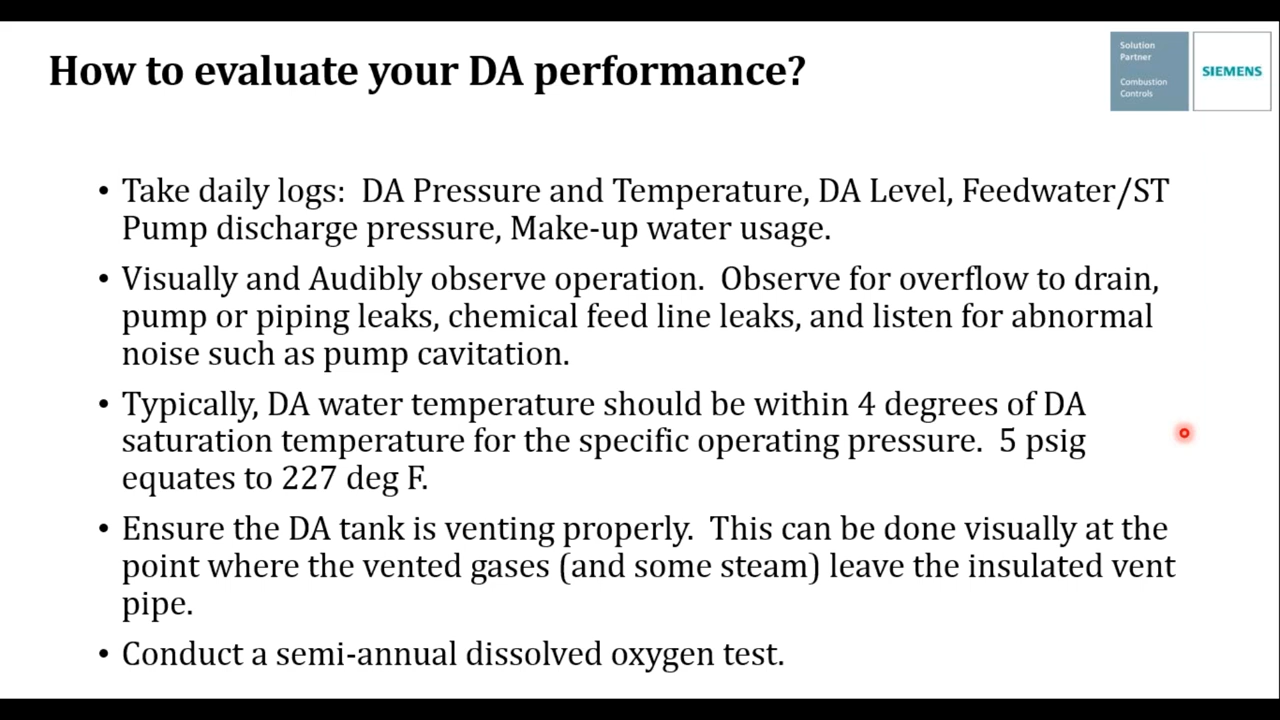 How to evaluate your DA performance?
Solution
Partner
Combustion
Controls
SIEMENS
• Take daily logs:  DA Pressure and Temperature, DA Level, Feedwater/ST
Pump discharge pressure, Make-up water usage.
• Visually and Audibly observe operation.  Observe for overflow to drain,
pump or piping leaks, chemical feed line leaks, and listen for abnormal
noise such as pump cavitation.
• Typically, DA water temperature should be within 4 degrees of DA
saturation temperature for the specific operating pressure.  5 psig
equates to 227 deg F.
• Ensure the DA tank is venting properly.  This can be done visually at the
point where the vented gases (and some steam) leave the insulated vent
pipe.
• Conduct a semi-annual dissolved oxygen test.